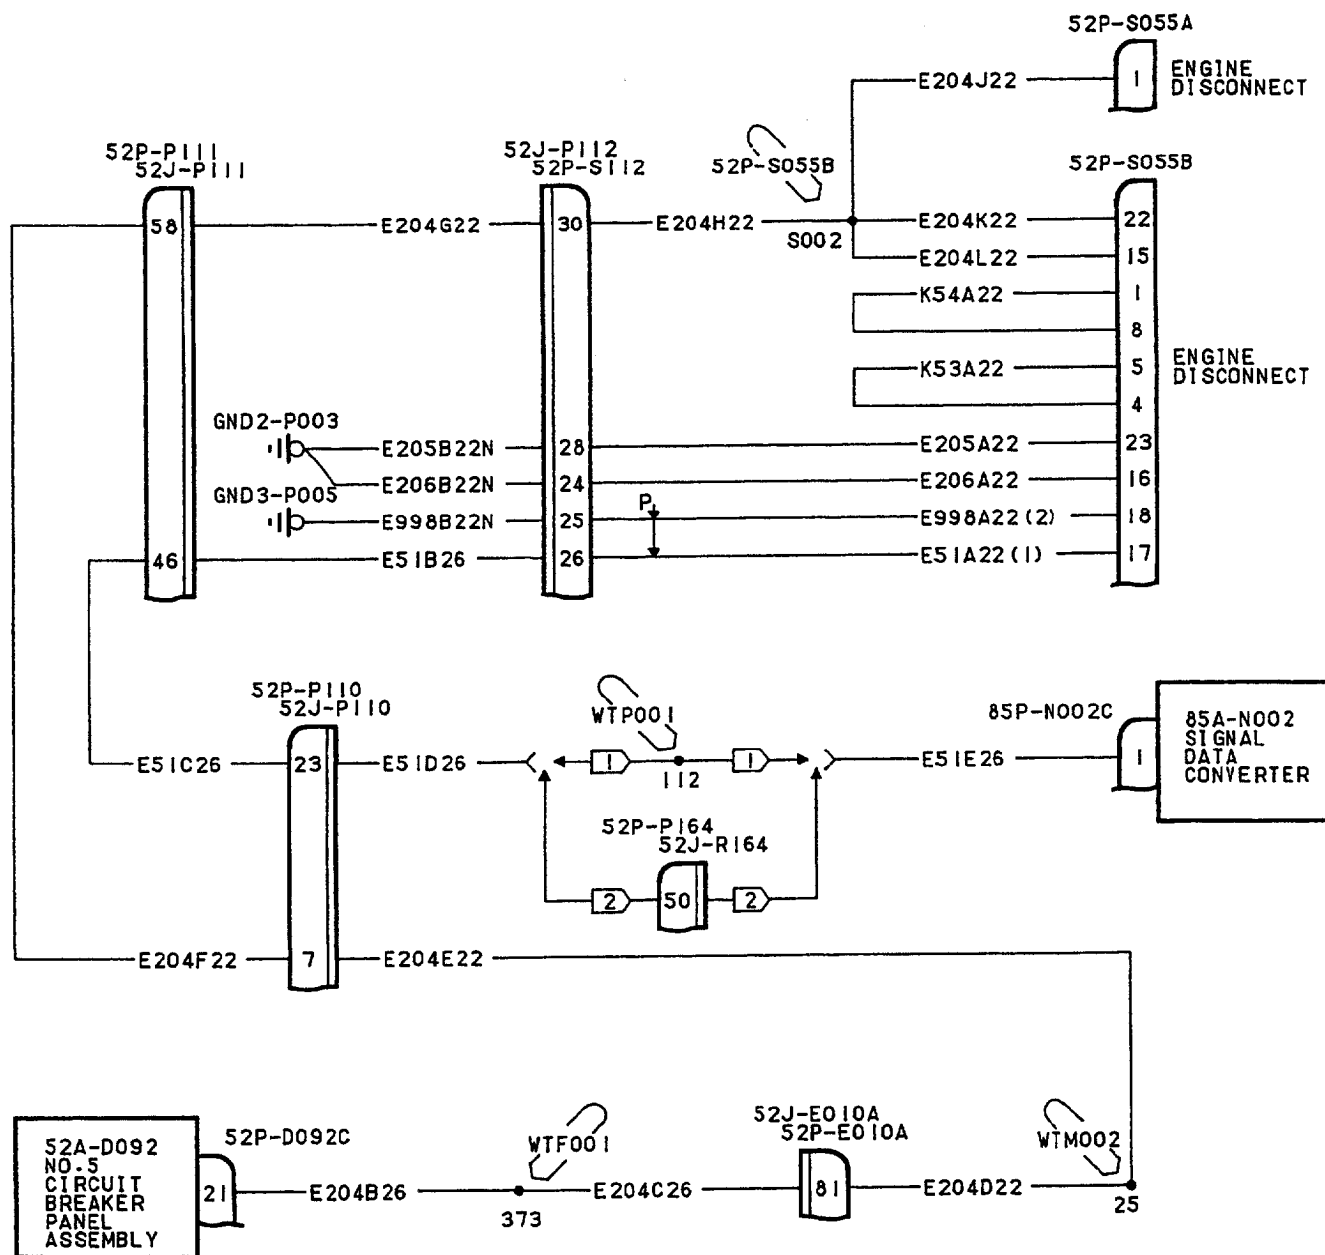 52P-S055A
E204J22
1
ENGINE
DISCONNECT
52P-P111
52J-P111
52J-P112
52P-S112
52P-S055B
52P-S055B
58
E204G22
30
E204H22
S002
E204K22
22
E204L22
15
K54A22
1
8
K53A22
5
ENGINE
DISCONNECT
4
GND2-P003
E205B22N
28
E205A22
23
E206B22N
24
E206A22
16
GND3-P005
P
E998B22N
25
E998A22(2)
18
46
E51B26
26
E51A22(1)
17
52P-P110
52J-P110
WTP001
85P-N002C
85A-N002
SIGNAL
DATA
CONVERTER
E51C26
23
E51D26
1
112
1
E51E26
1
52P-P164
52J-R164
2
50
2
E204F22
7
E204E22
52A-D092
NO.5
CIRCUIT
BREAKER
PANEL
ASSEMBLY
52P-D092C
21
E204B26
WTF001
373
E204C26
52J-E010A
52P-E010A
81
E204D22
WTM002
25